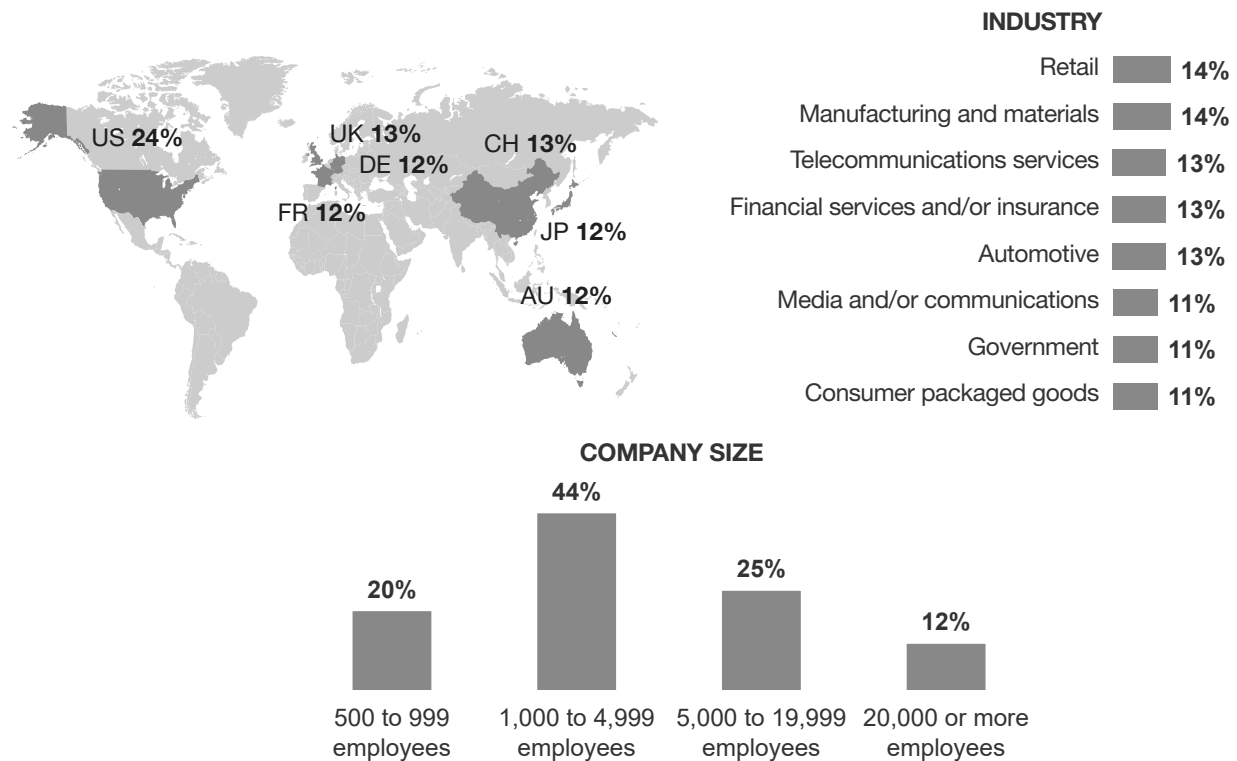 US 24%
UK 13%
DE 12%
CH 13%
FR 12%
JP 12%
AU 12%
INDUSTRY
Retail 14%
Manufacturing and materials 14%
Telecommunications services 13%
Financial services and/or insurance 13%
Automotive 13%
Media and/or communications 11%
Government 11%
Consumer packaged goods 11%
COMPANY SIZE
20%
44%
25%
12%
500 to 999
employees
1,000 to 4,999
employees
5,000 to 19,999
employees
20,000 or more
employees